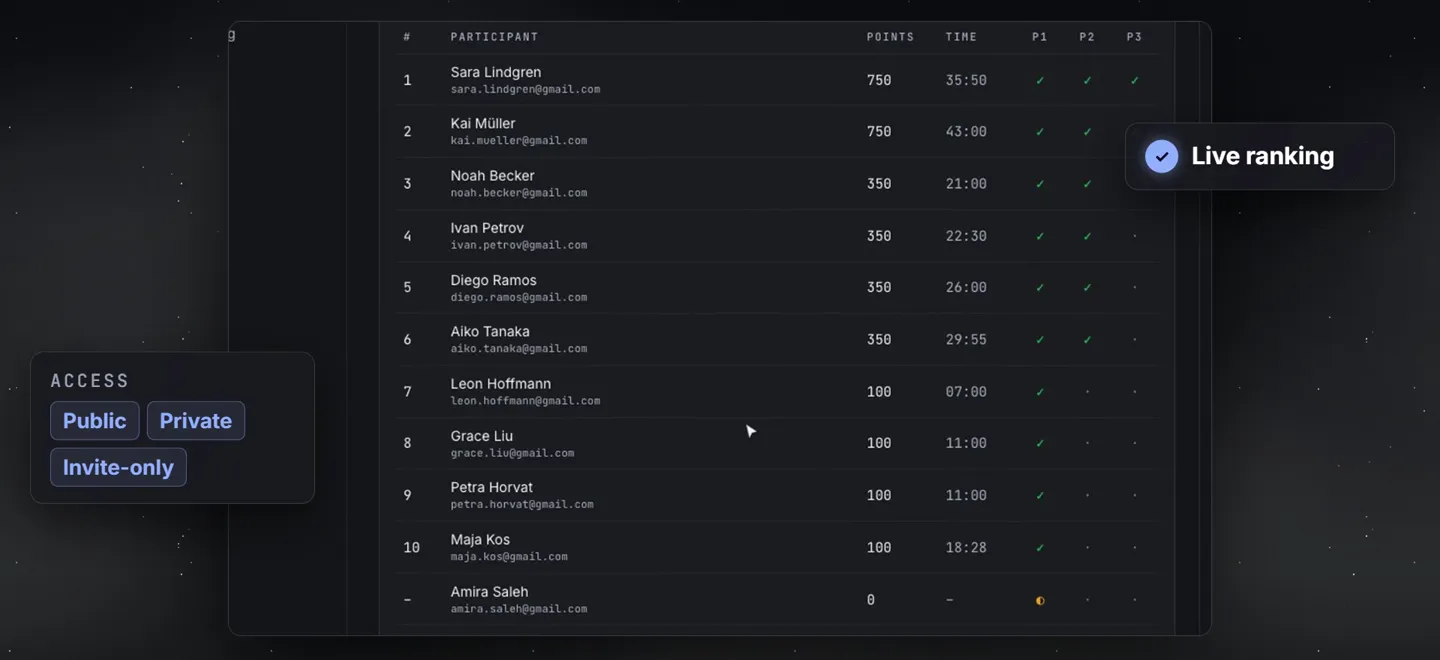 g
# PARTICIPANT POINTS TIME P1 P2 P3
1 Sara Lindgren 750 35:50 ✓ ✓ ✓
sara.lindgren@gmail.com
2 Kai Müller 750 43:00 ✓ ✓
kai.mueller@gmail.com
Live ranking
3 Noah Becker 350 21:00 ✓ ✓
noah.becker@gmail.com
4 Ivan Petrov 350 22:30 ✓ ✓ ·
ivan.petrov@gmail.com
5 Diego Ramos 350 26:00 ✓ ✓ ·
diego.ramos@gmail.com
6 Aiko Tanaka 350 29:55 ✓ ✓ ·
aiko.tanaka@gmail.com
7 Leon Hoffmann 100 07:00 ✓ · ·
leon.hoffmann@gmail.com
8 Grace Liu 100 11:00 ✓ · ·
grace.liu@gmail.com
9 Petra Horvat 100 11:00 ✓ · ·
petra.horvat@gmail.com
10 Maja Kos 100 18:28 ✓ · ·
maja.kos@gmail.com
– Amira Saleh 0 – ◐ · ·
amira.saleh@gmail.com
ACCESS
Public Private
Invite-only